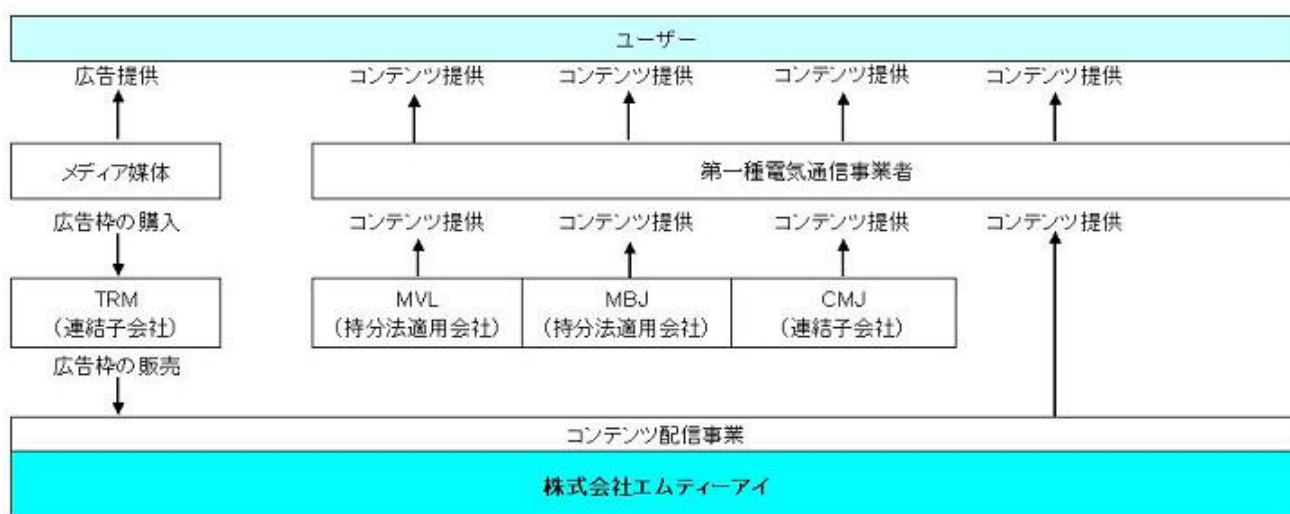 ユーザー
広告提供 コンテンツ提供 コンテンツ提供 コンテンツ提供 コンテンツ提供
メディア媒体 第一種電気通信事業者
広告枠の購入 コンテンツ提供 コンテンツ提供 コンテンツ提供 コンテンツ提供
TRM MVL MBJ CMJ
（連結子会社） （持分法適用会社） （持分法適用会社） （連結子会社）
広告枠の販売
コンテンツ配信事業
株式会社エムティーアイ